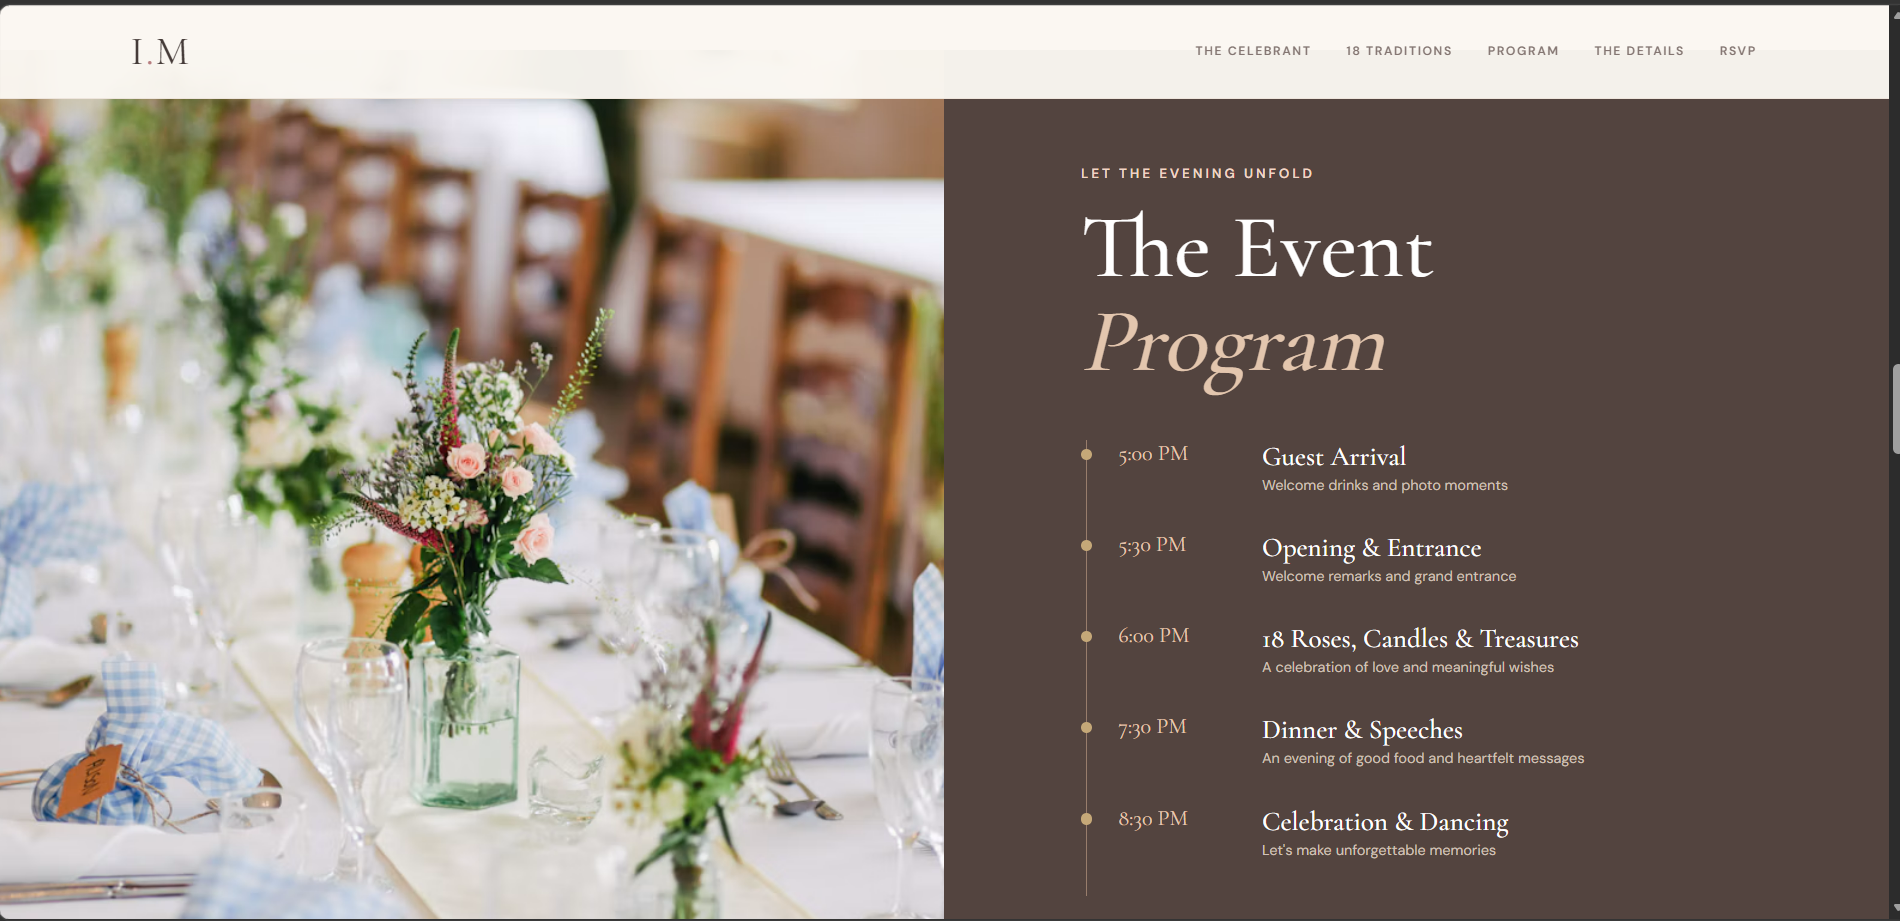 I.M
THE CELEBRANT
18 TRADITIONS
PROGRAM
THE DETAILS
RSVP
LET THE EVENING UNFOLD
The Event
Program
5:00 PM
Guest Arrival
Welcome drinks and photo moments
5:30 PM
Opening & Entrance
Welcome remarks and grand entrance
6:00 PM
18 Roses, Candles & Treasures
A celebration of love and meaningful wishes
7:30 PM
Dinner & Speeches
An evening of good food and heartfelt messages
8:30 PM
Celebration & Dancing
Let's make unforgettable memories